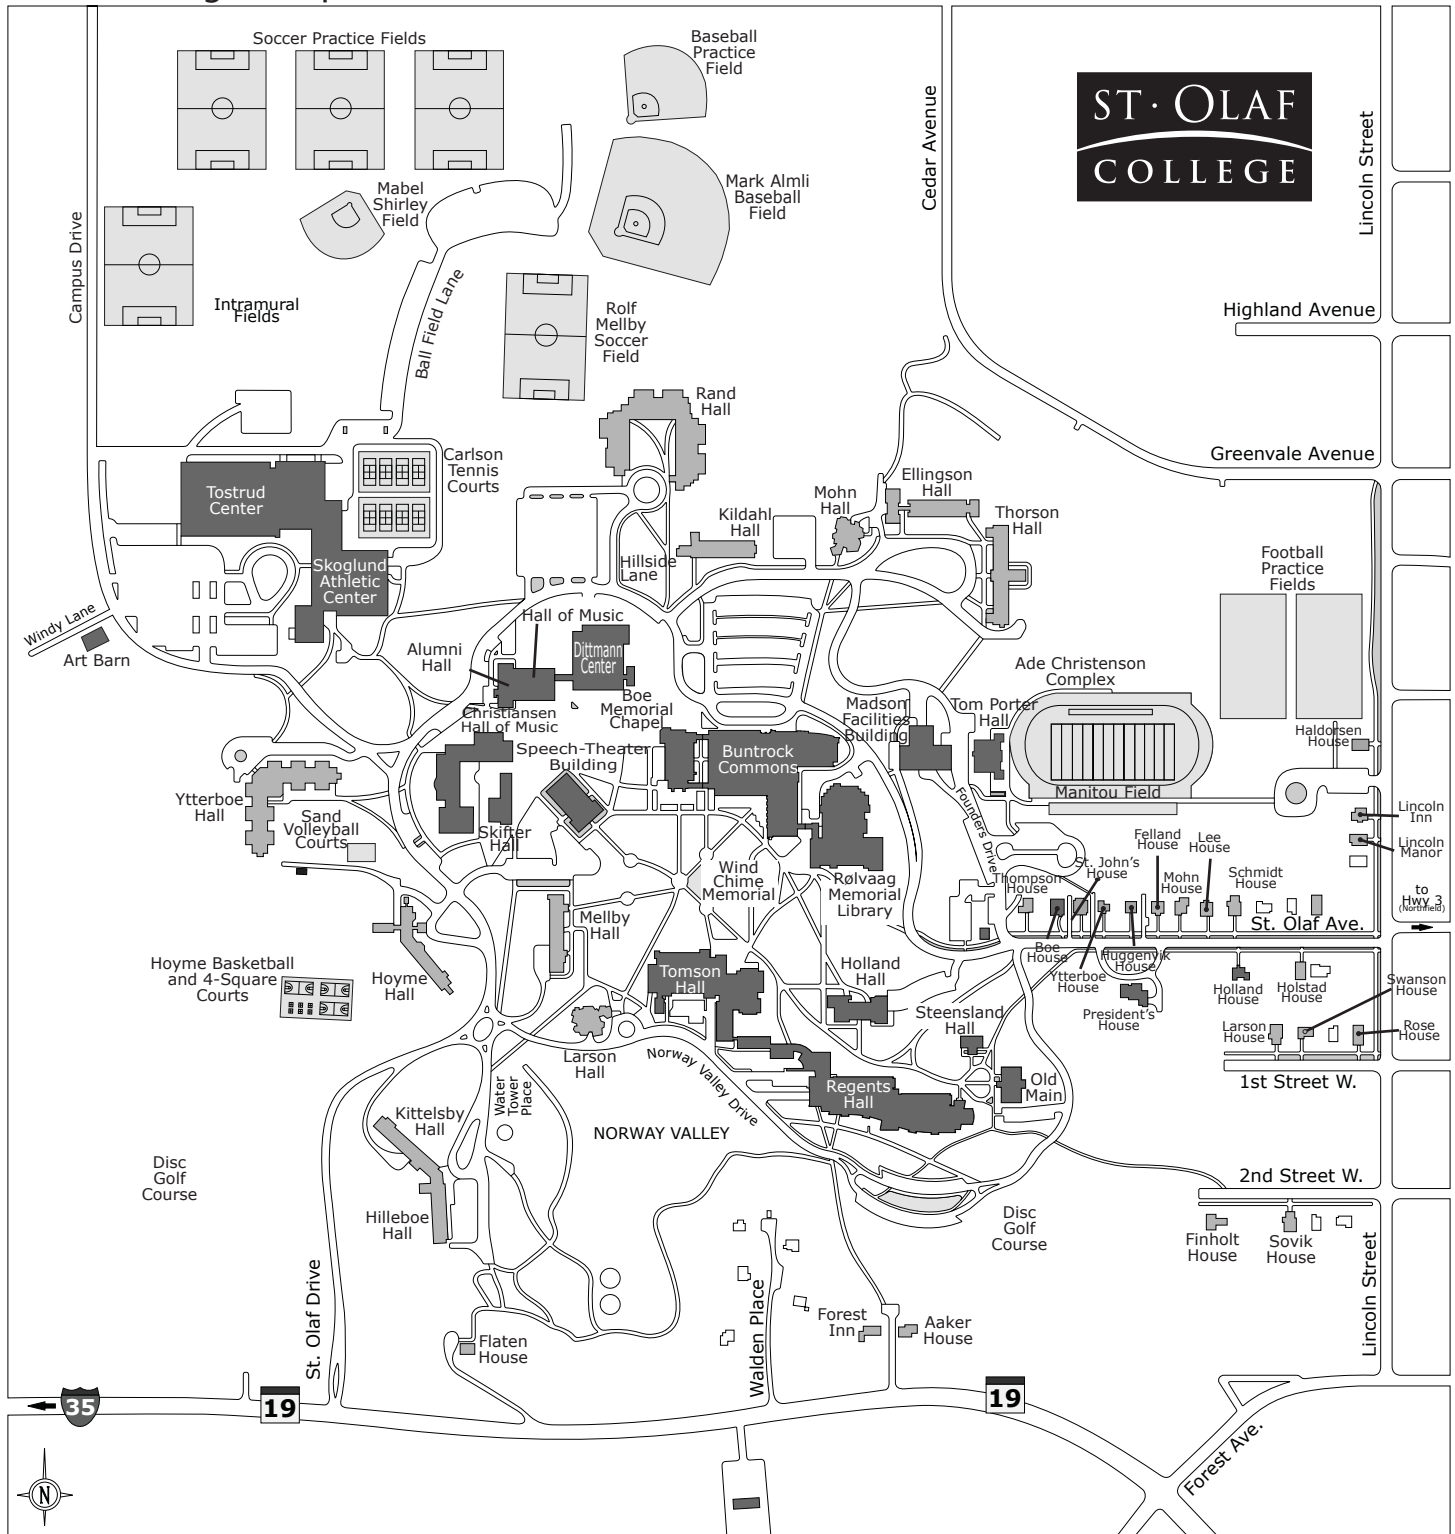 Soccer Practice Fields
Baseball
Practice
Field
ST·OLAF
COLLEGE
Cedar Avenue
Lincoln Street
Mabel
Shirley
Field
Mark Almli
Baseball
Field
Campus Drive
Intramural
Fields
Ball Field Lane
Rolf
Mellby
Soccer
Field
Highland Avenue
Rand
Hall
Greenvale Avenue
Carlson
Tennis
Courts
Tostrud
Center
Ellingson
Hall
Mohn
Hall
Kildahl
Hall
Thorson
Hall
Hillside
Lane
Football
Practice
Fields
Skoglund
Athletic
Center
Windy Lane
Art Barn
Hall of Music
Alumni
Hall
Dittmann
Center
Ade Christenson
Complex
Boe
Memorial
Chapel
Christiansen
Hall of Music
Madson
Facilities
Building
Tom Porter
Hall
Haldorsen
House
Speech-Theater
Building
Buntrock
Commons
Manitou Field
Ytterboe
Hall
Sand
Volleyball
Courts
Skifter
Hall
Founders Drive
Lincoln
Inn
Lincoln
Manor
Felland
House
Lee
House
St. John's
House
Mohn
House
Schmidt
House
Thompson
House
Wind
Chime
Memorial
Rølvaag
Memorial
Library
to
Hwy 3
(Northfield)
St. Olaf Ave.
Mellby
Hall
Boe
House
Ytterboe
House
Huggenvik
House
Hoyme Basketball
and 4-Square
Courts
Hoyme
Hall
Tomson
Hall
Holland
Hall
Holland
House
Holstad
House
Swanson
House
President's
House
Steensland
Hall
Larson
House
Rose
House
Larson
Hall
Norway Valley Drive
1st Street W.
Old
Main
Regents
Hall
Water
Tower
Place
Kittelsby
Hall
NORWAY VALLEY
Disc
Golf
Course
2nd Street W.
Hilleboe
Hall
Disc
Golf
Course
Finholt
House
Sovik
House
St. Olaf Drive
Walden Place
Lincoln Street
Forest
Inn
Aaker
House
Flaten
House
35
19
19
Forest Ave.
N